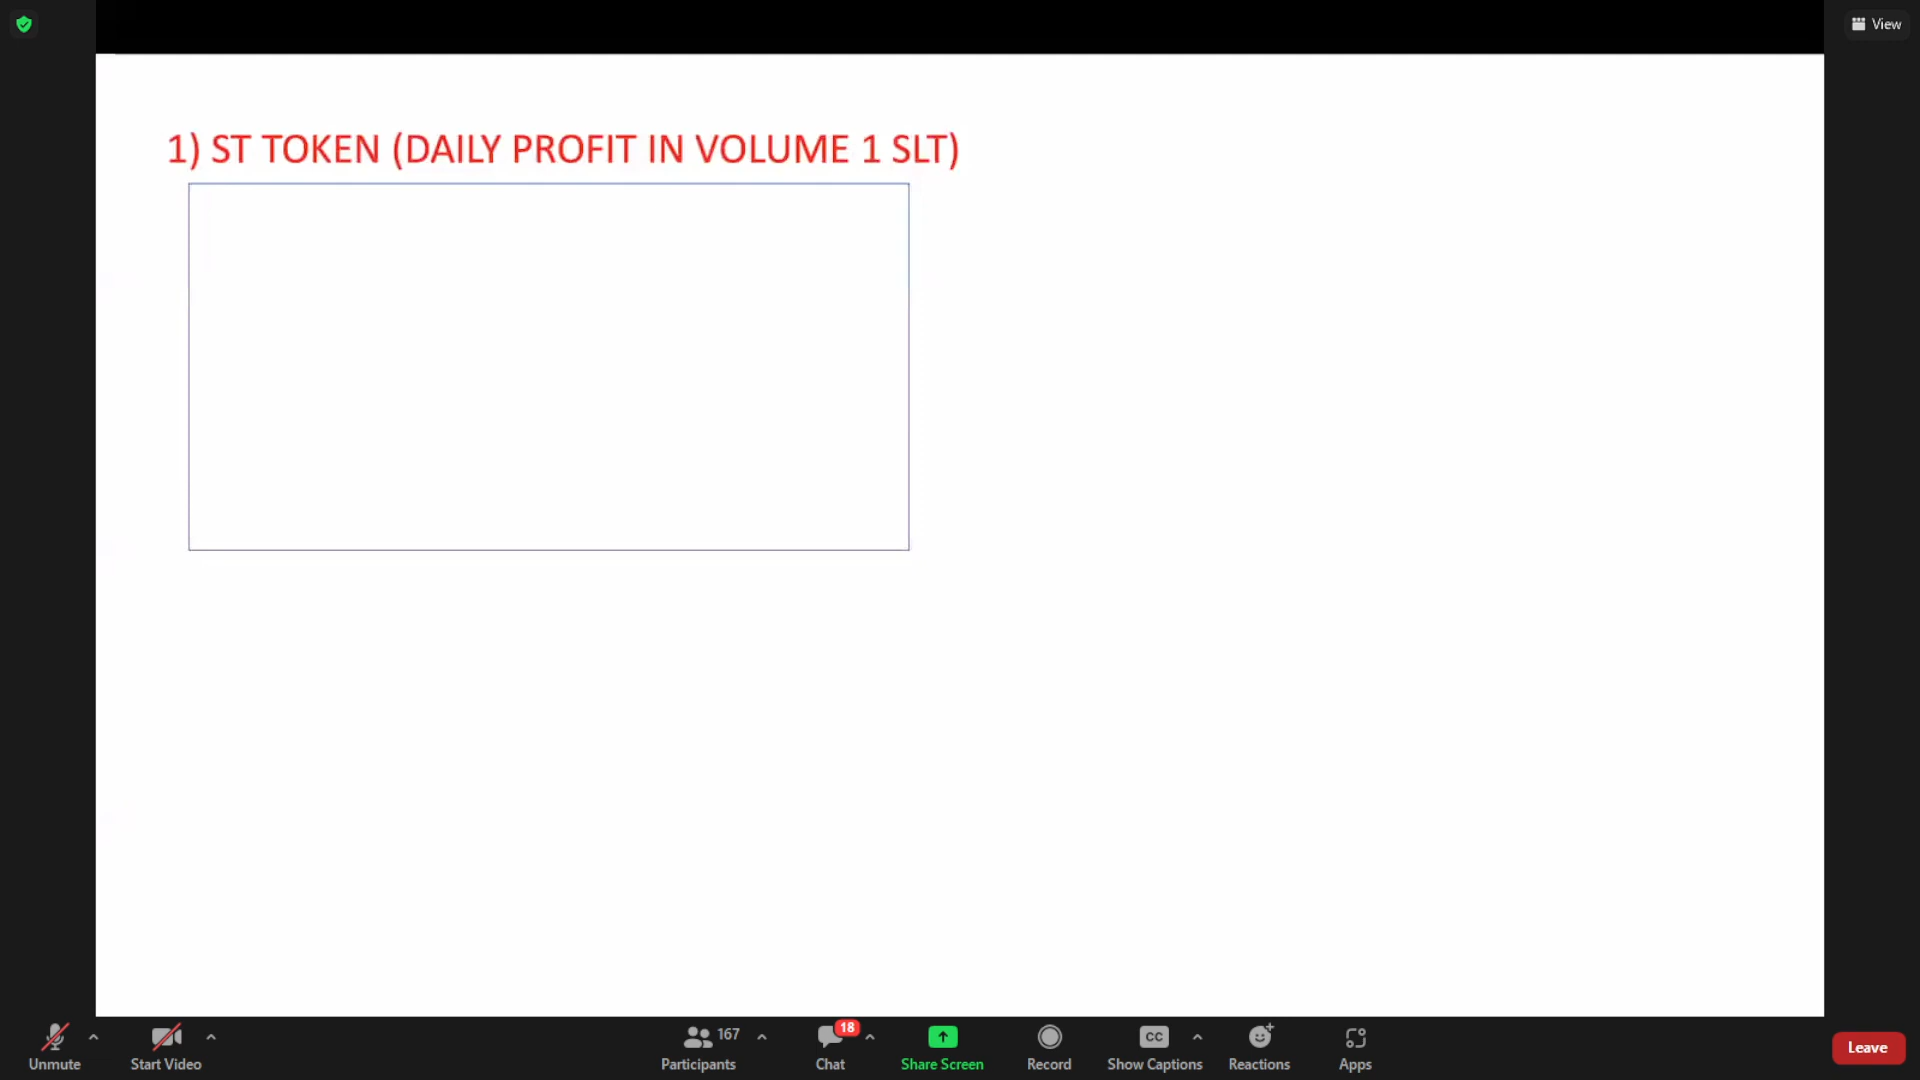 View
1) ST TOKEN (DAILY PROFIT IN VOLUME 1 SLT)
Unmute
Start Video
167
Participants
18
Chat
Share Screen
Record
CC
Show Captions
Reactions
Apps
Leave